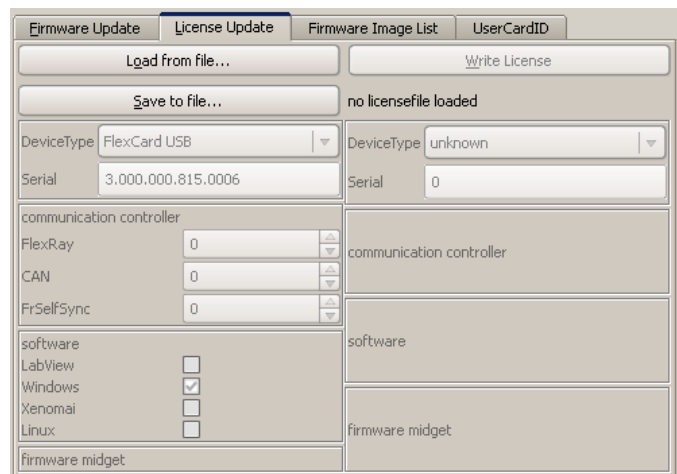 Firmware Update License Update Firmware Image List UserCardID
Load from file... Write License
Save to file... no licensefile loaded
DeviceType FlexCard USB DeviceType unknown
Serial 3.000.000.815.0006 Serial 0
communication controller
FlexRay 0
communication controller
CAN 0
FrSelfSync 0
software
software
LabView
Windows
Xenomai
Linux
firmware midget
firmware midget